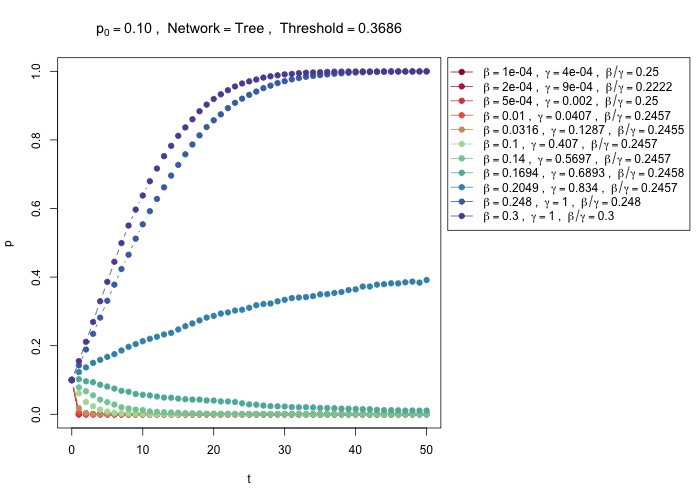 p₀ = 0.10 , Network = Tree , Threshold = 0.3686
β = 1e-04 , γ = 4e-04 , β/γ = 0.25
β = 2e-04 , γ = 9e-04 , β/γ = 0.2222
β = 5e-04 , γ = 0.002 , β/γ = 0.25
β = 0.01 , γ = 0.0407 , β/γ = 0.2457
β = 0.0316 , γ = 0.1287 , β/γ = 0.2455
β = 0.1 , γ = 0.407 , β/γ = 0.2457
β = 0.14 , γ = 0.5697 , β/γ = 0.2457
β = 0.1694 , γ = 0.6893 , β/γ = 0.2458
β = 0.2049 , γ = 0.834 , β/γ = 0.2457
β = 0.248 , γ = 1 , β/γ = 0.248
β = 0.3 , γ = 1 , β/γ = 0.3
1.0
0.8
0.6
0.4
0.2
0.0
p
0 10 20 30 40 50
t